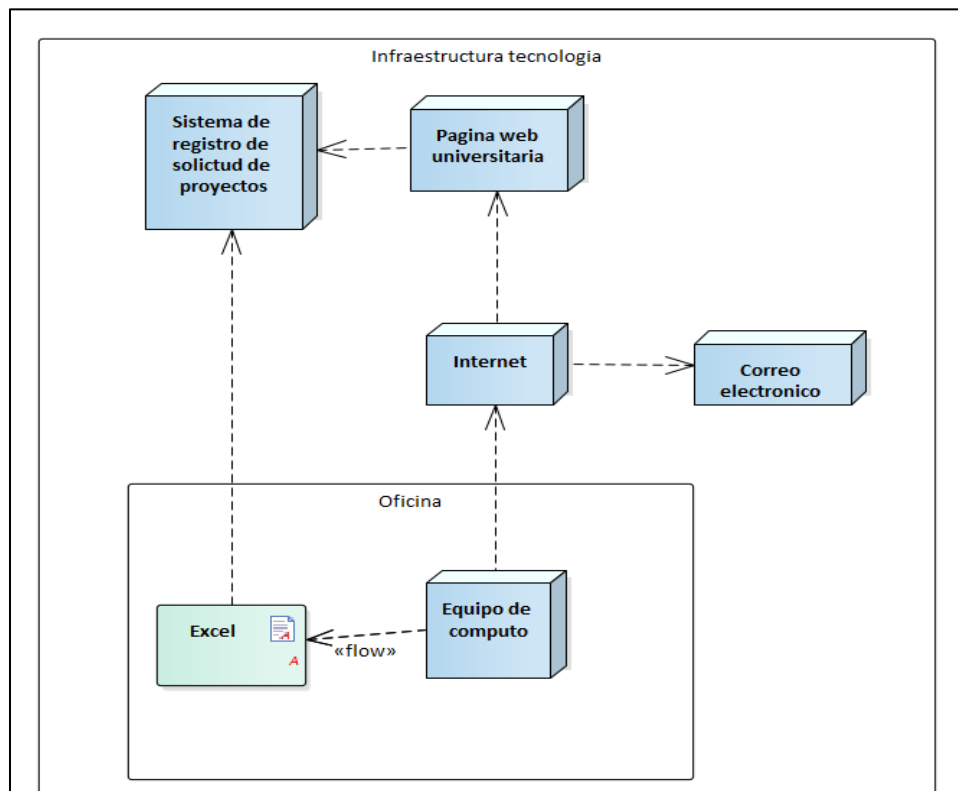 Infraestructura tecnologia
Sistema de
registro de
solictud de
proyectos
Pagina web
universitaria
Internet
Correo
electronico
Oficina
Excel
A
A
Equipo de
computo
«flow»